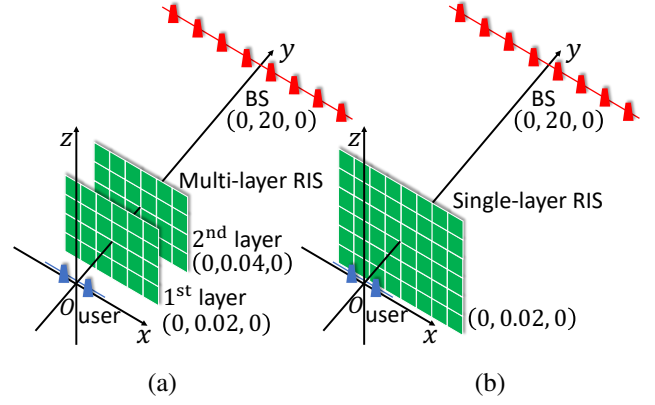 y
BS
(0, 20, 0)
z
Multi-layer RIS
2nd layer
(0,0.04,0)
1st layer
(0, 0.02, 0)
O
user
x
(a)
y
BS
(0, 20, 0)
z
Single-layer RIS
(0, 0.02, 0)
O
user
x
(b)